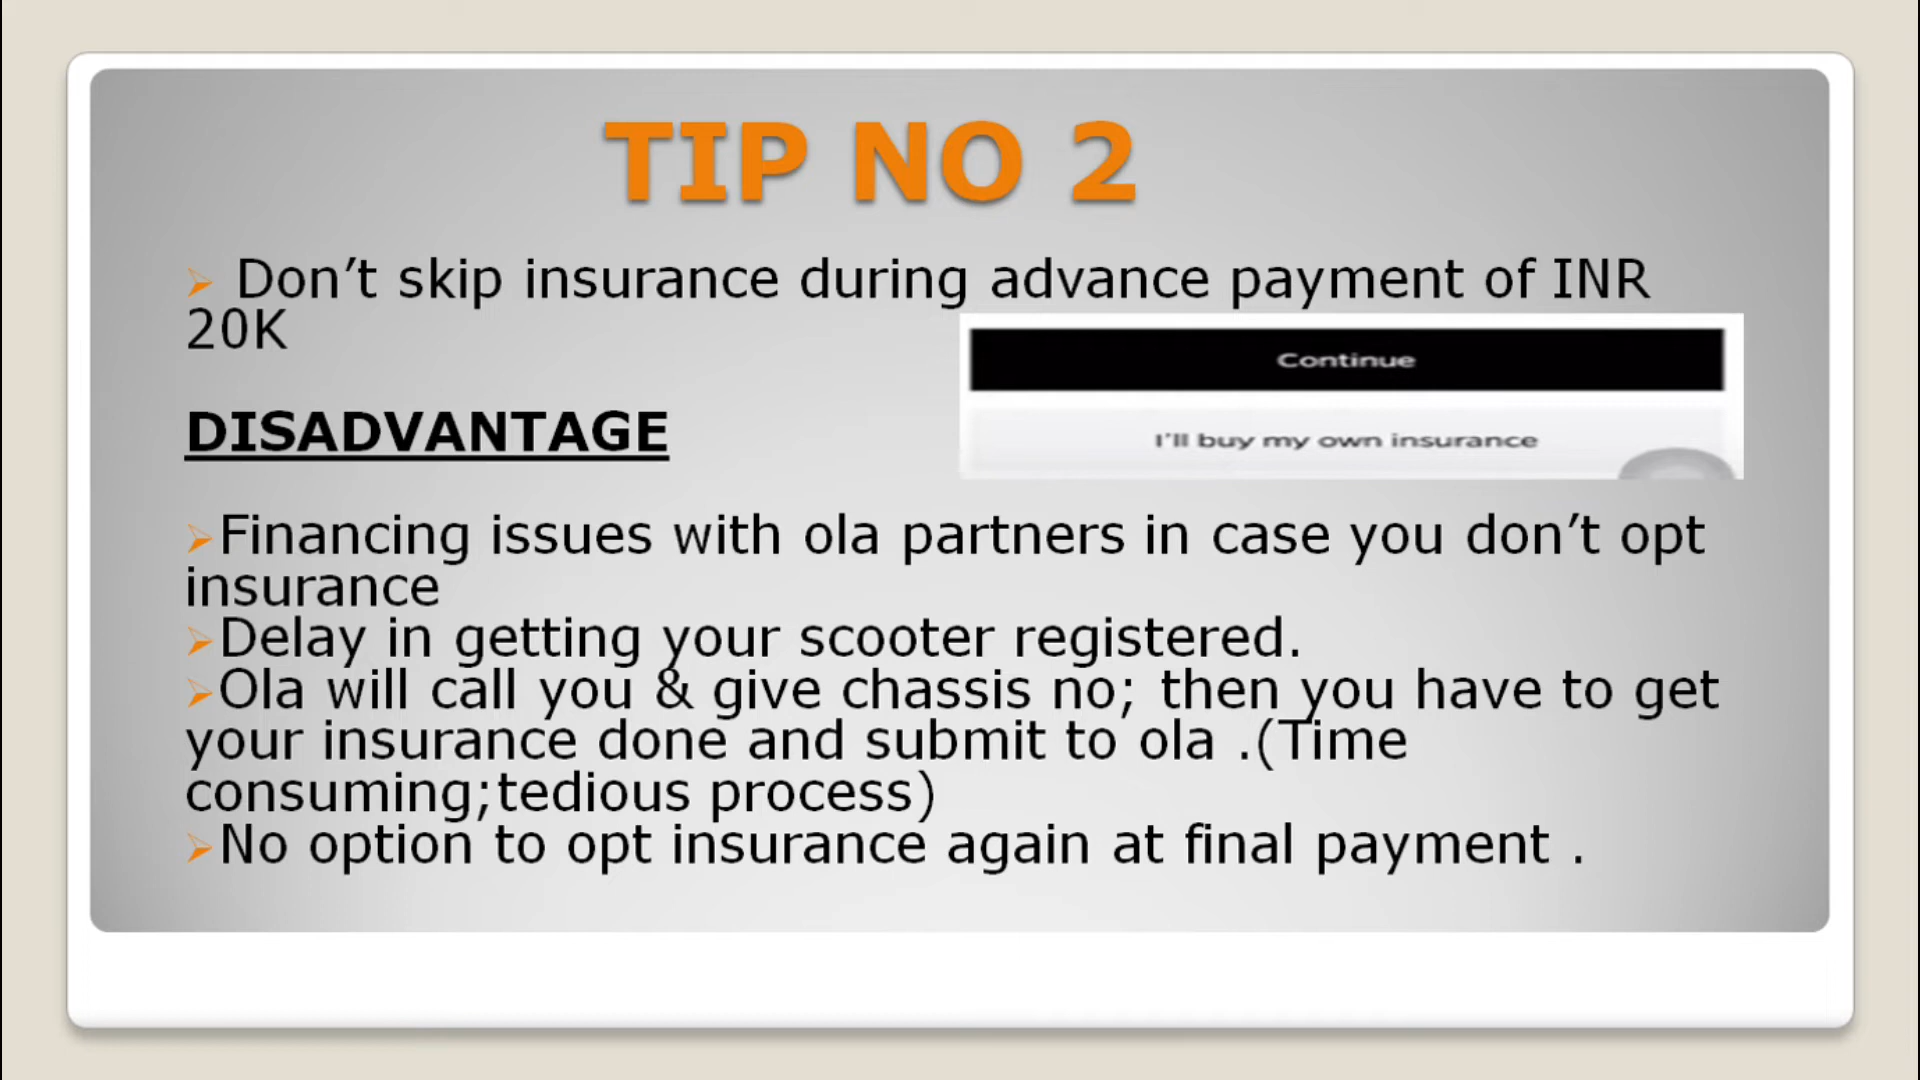 TIP NO 2
➢ Don’t skip insurance during advance payment of INR
20K
Continue
I'll buy my own insurance
DISADVANTAGE
➢Financing issues with ola partners in case you don’t opt
insurance
➢Delay in getting your scooter registered.
➢Ola will call you & give chassis no; then you have to get
your insurance done and submit to ola .(Time
consuming;tedious process)
➢No option to opt insurance again at final payment .